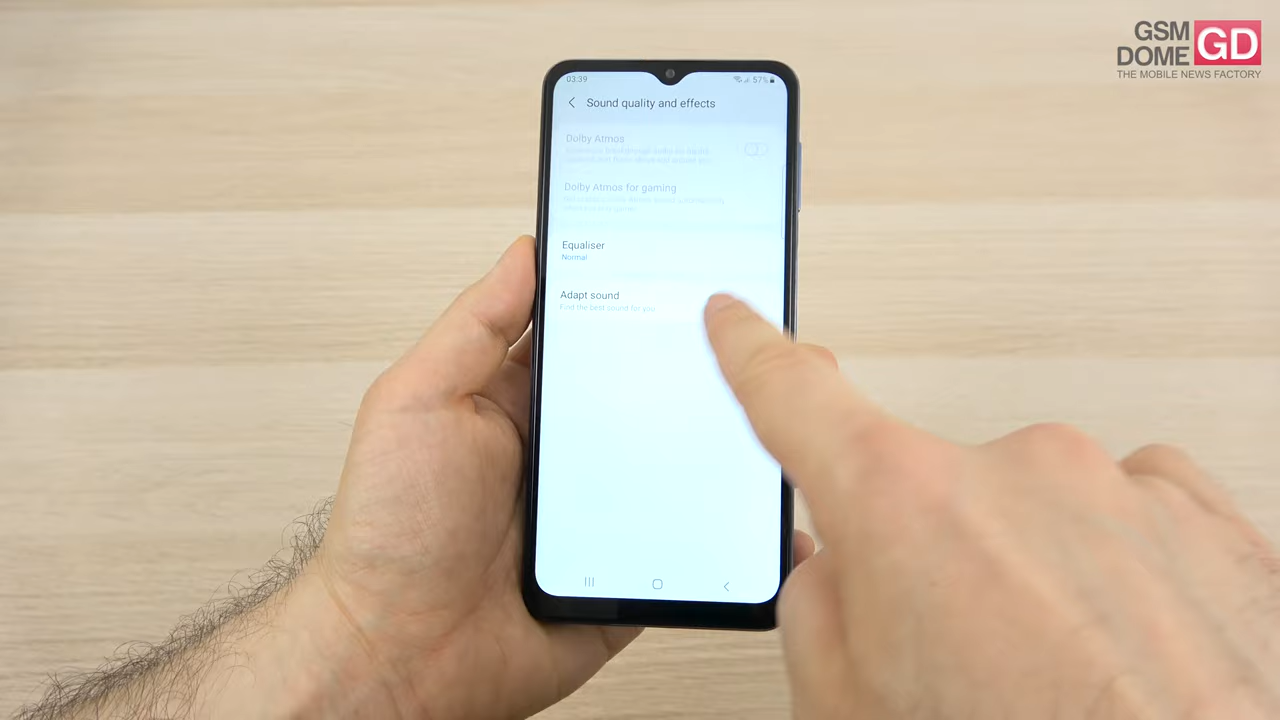 GSM
DOME GD
THE MOBILE NEWS FACTORY
03:39
57%
Sound quality and effects
Dolby Atmos
Dolby Atmos for gaming
Equaliser
Normal
Adapt sound
Find the best sound for you.